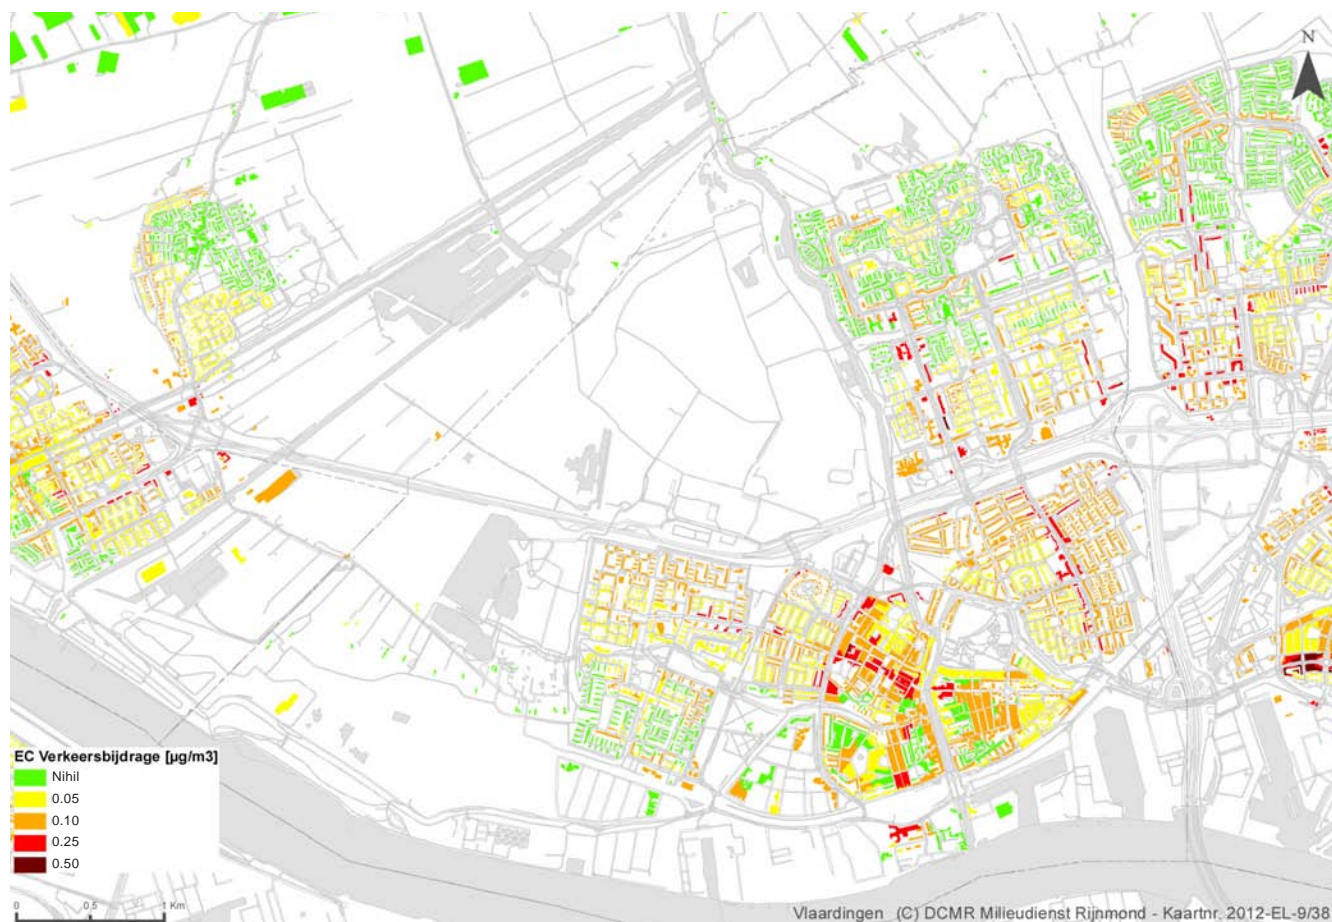 N
EC Verkeersbijdrage [µg/m3]
Nihil
0.05
0.10
0.25
0.50
0 0,5 1 Km
Vlaardingen (C) DCMR Milieudienst Rijnmond - Kaartnr. 2012-EL-9/38